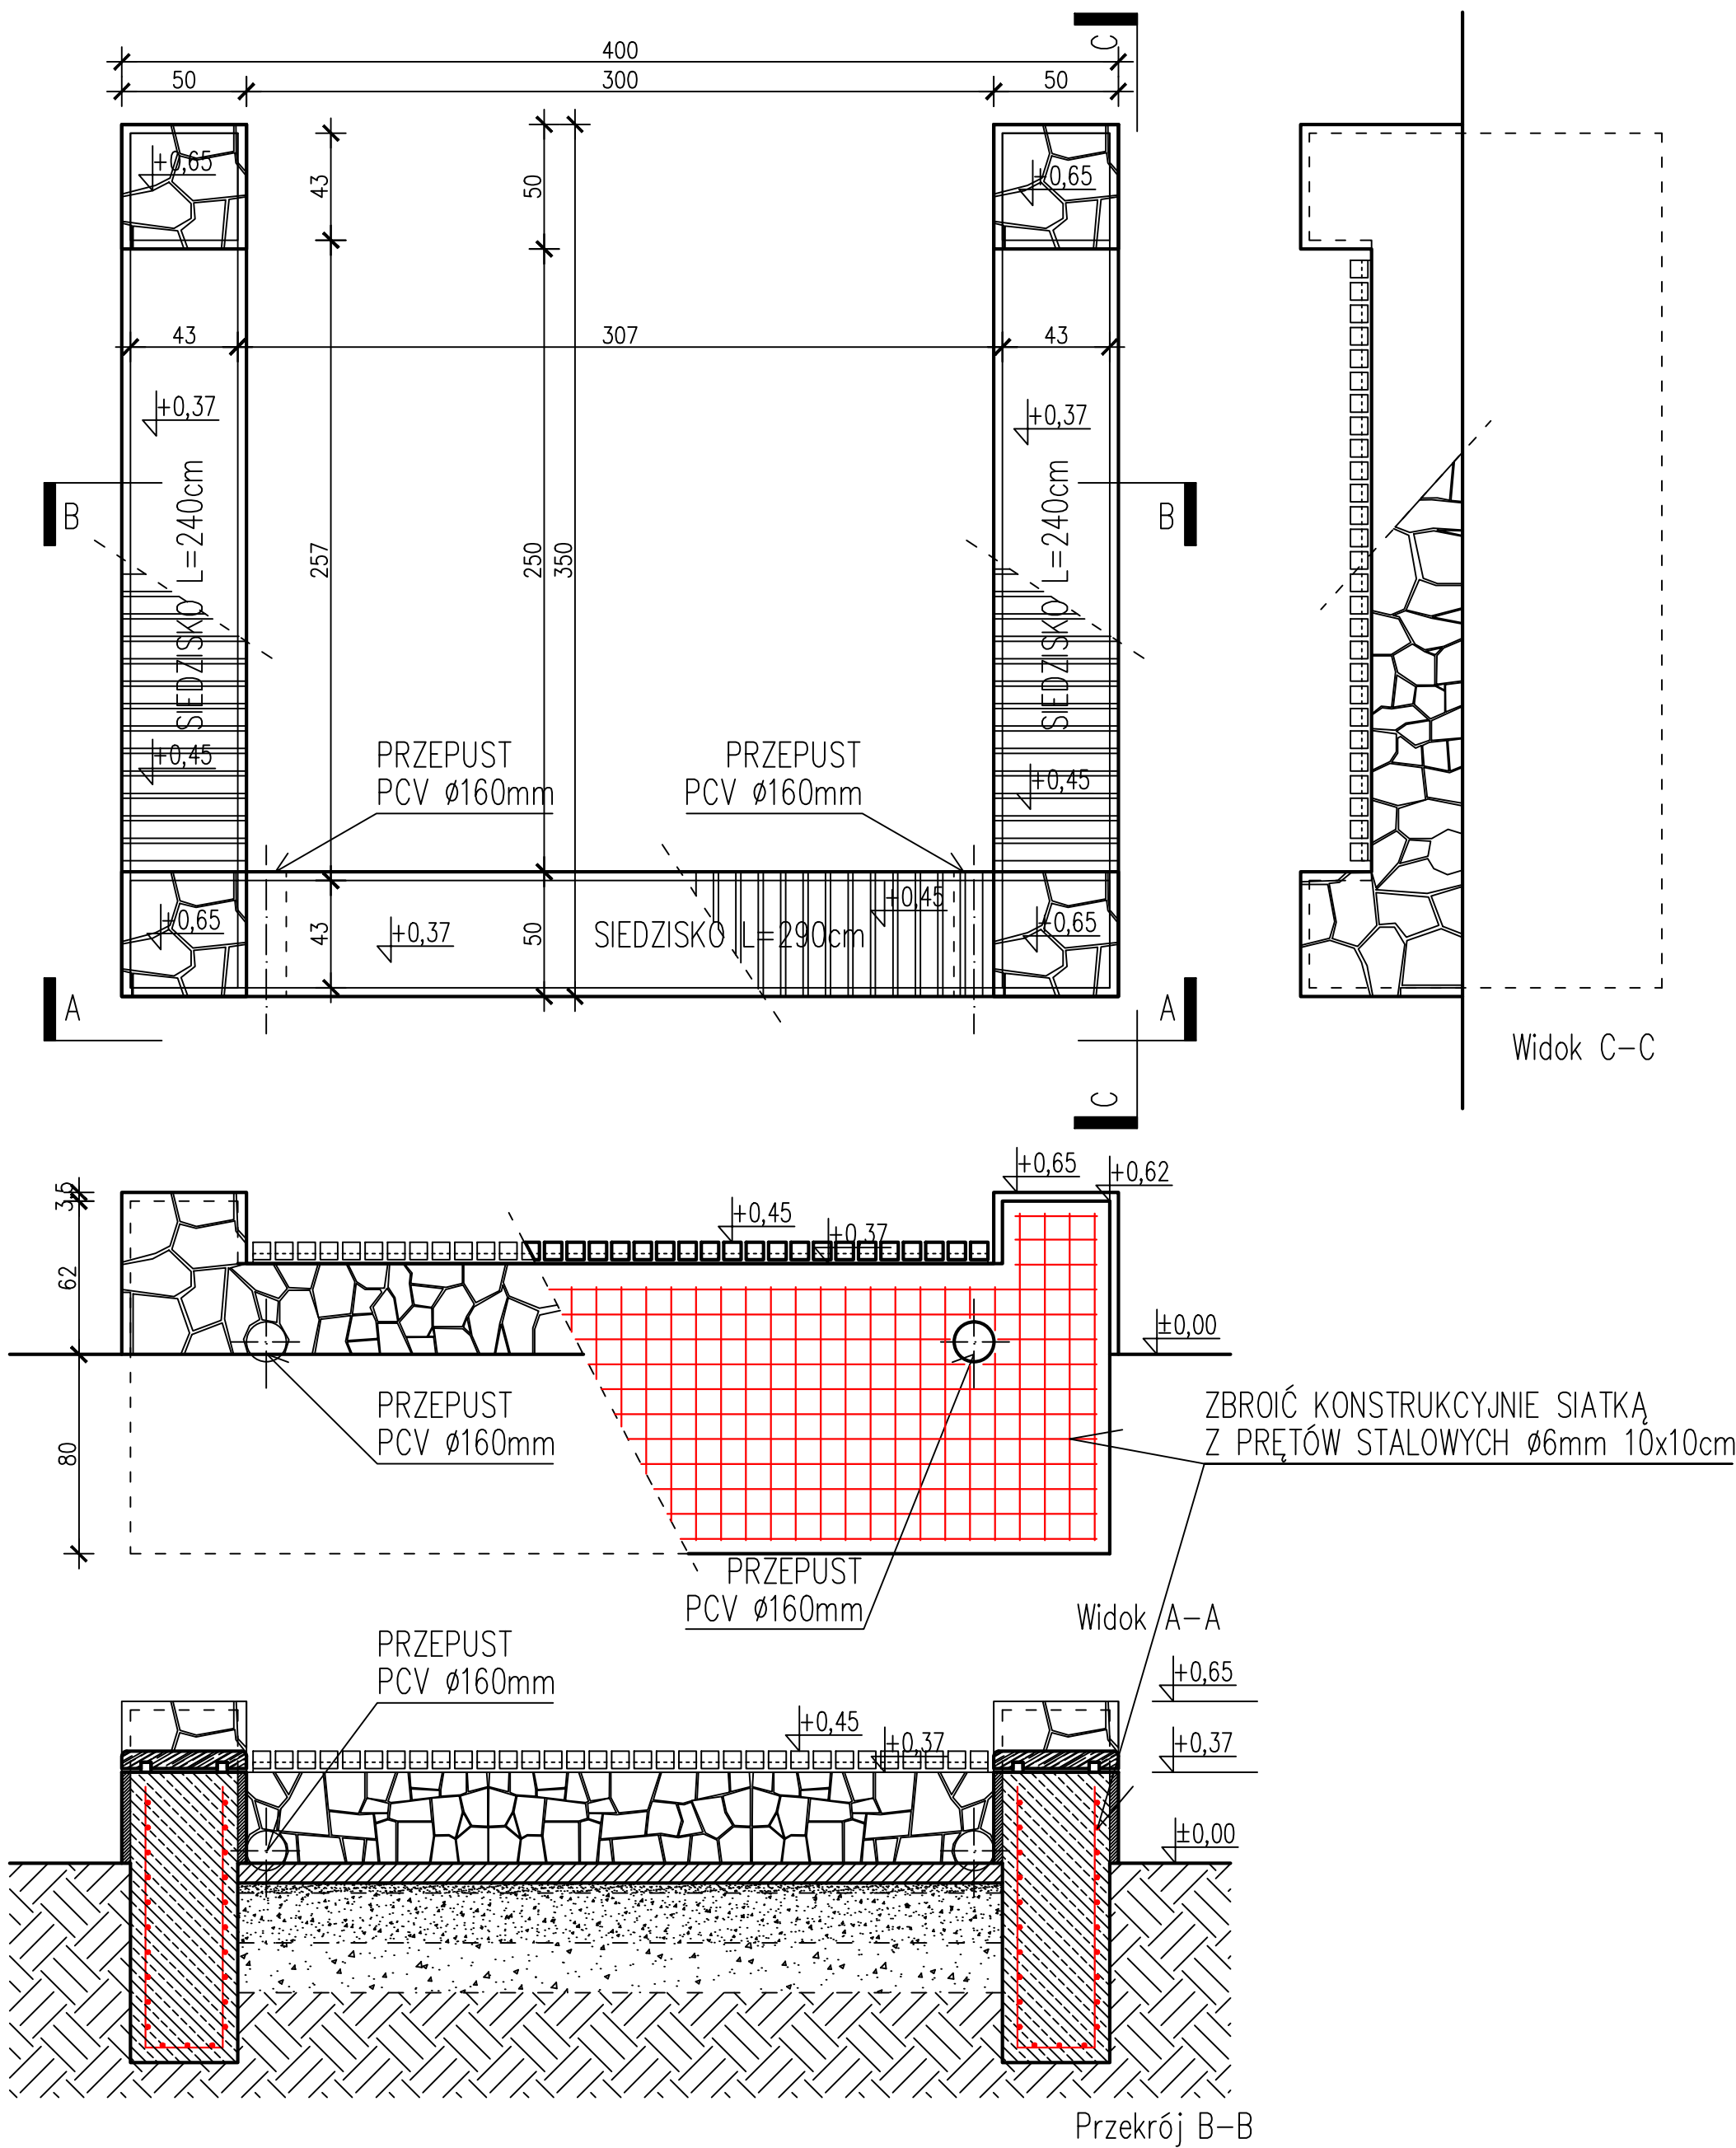 400
C
50
300
50
+0,65
43
50
+0,65
43
307
43
+0,37
+0,37
B
SIEDZISKO L=240cm
257
250
350
SIEDZISKO L=240cm
B
PRZEPUST
PCV ø160mm
PRZEPUST
PCV ø160mm
+0,45
+0,45
+0,65
43
+0,37
50
SIEDZISKO L=290cm
+0,45
+0,65
A
A
Widok C-C
C
3,5
+0,65
+0,62
+0,45
+0,37
62
±0,00
PRZEPUST
PCV ø160mm
ZBROIĆ KONSTRUKCYJNIE SIATKĄ
Z PRĘTÓW STALOWYCH ø6mm 10x10cm
80
PRZEPUST
PCV ø160mm
Widok A-A
PRZEPUST
PCV ø160mm
+0,65
+0,45
+0,37
+0,37
±0,00
Przekrój B-B